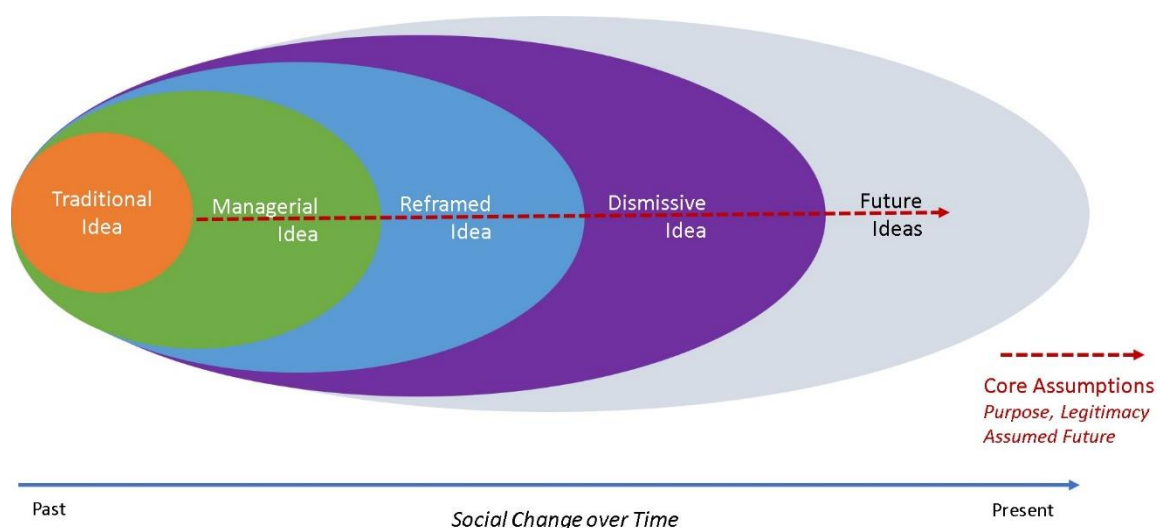 Traditional
Idea
Managerial
Idea
Reframed
Idea
Dismissive
Idea
Future
Ideas
Core Assumptions
Purpose, Legitimacy
Assumed Future
Past
Social Change over Time
Present